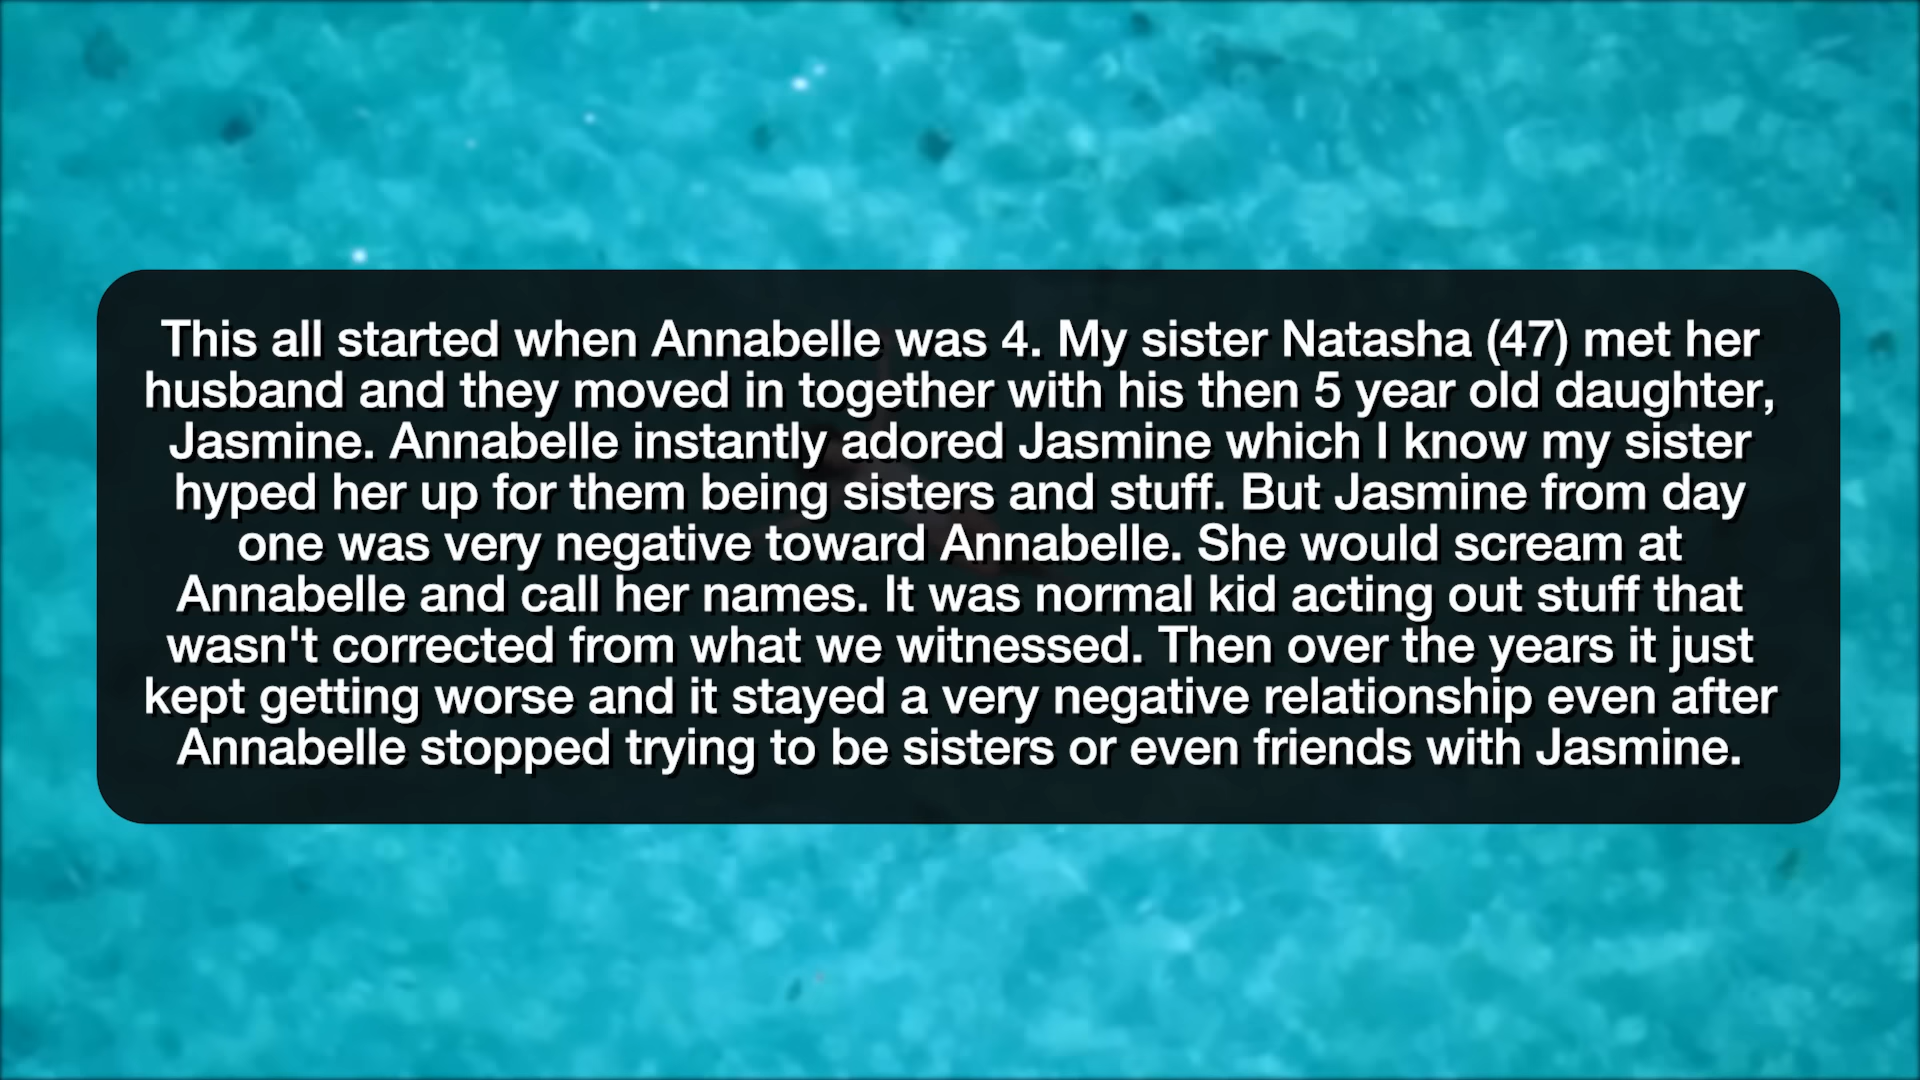 This all started when Annabelle was 4. My sister Natasha (47) met her
husband and they moved in together with his then 5 year old daughter,
Jasmine. Annabelle instantly adored Jasmine which I know my sister
hyped her up for them being sisters and stuff. But Jasmine from day
one was very negative toward Annabelle. She would scream at
Annabelle and call her names. It was normal kid acting out stuff that
wasn't corrected from what we witnessed. Then over the years it just
kept getting worse and it stayed a very negative relationship even after
Annabelle stopped trying to be sisters or even friends with Jasmine.